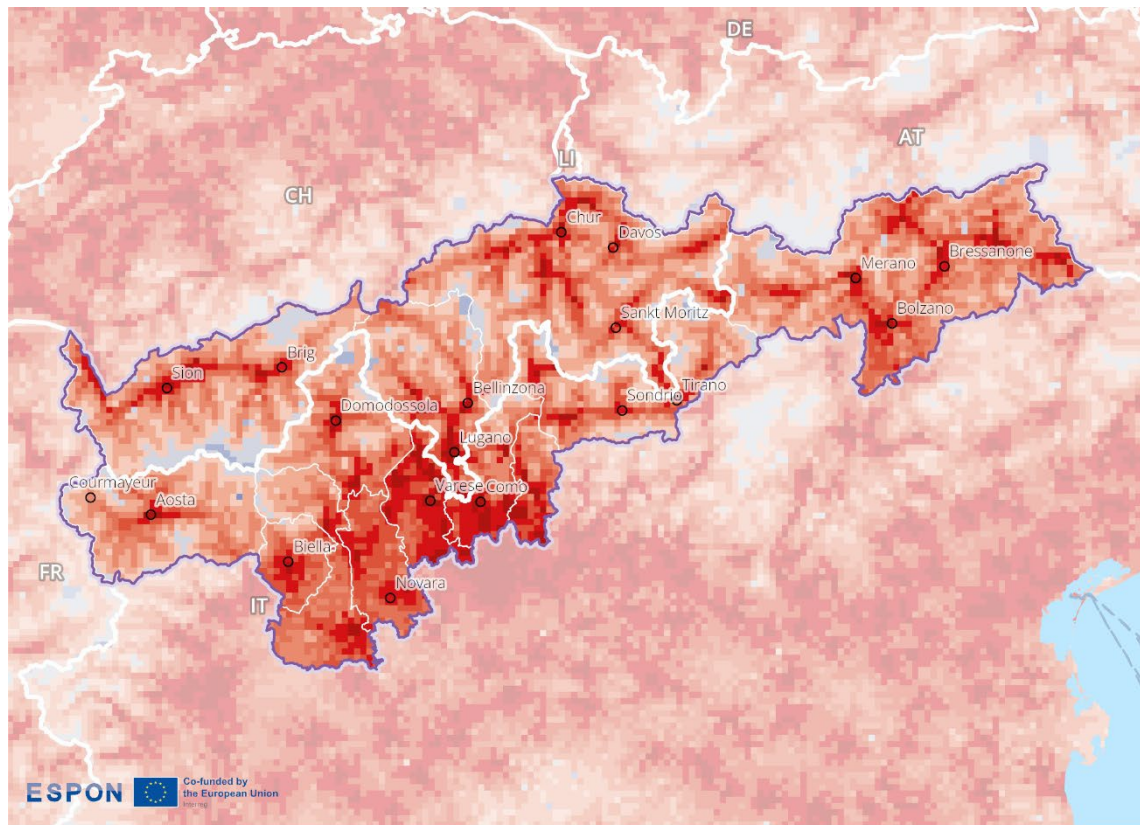 DE
AT
LI
CH
Chur
Davos
Bressanone
Merano
Bolzano
Sankt Moritz
Brig
Sion
Bellinzona
Tirano
Sondrio
Domodossola
Lugano
Courmayeur
Varese
Como
Aosta
Biella
FR
Novara
IT
ESPON
Co-funded by
the European Union
Interreg